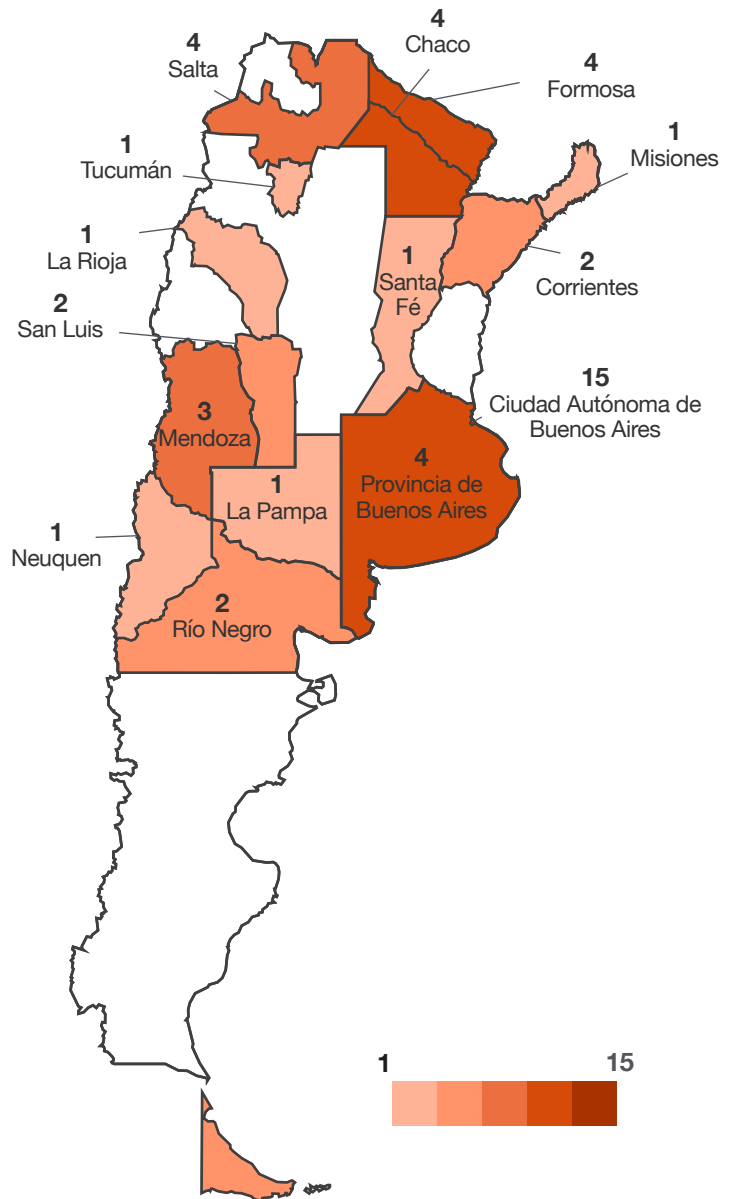 4
Salta
4
Chaco
4
Formosa
1
Tucumán
1
Misiones
1
La Rioja
1
Santa
Fé
2
Corrientes
2
San Luis
15
Ciudad Autónoma de
Buenos Aires
3
Mendoza
4
Provincia de
Buenos Aires
1
La Pampa
1
Neuquen
2
Río Negro
1 15